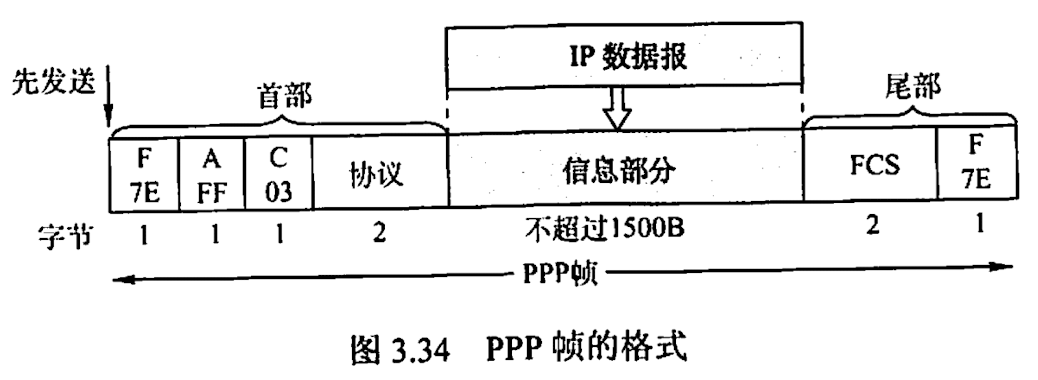 IP 数据报
先发送
首部
尾部
F 7E
A FF
C 03
协议
信息部分
FCS
F 7E
字节 1 1 1 2 不超过1500B 2 1
PPP帧
图 3.34 PPP 帧的格式